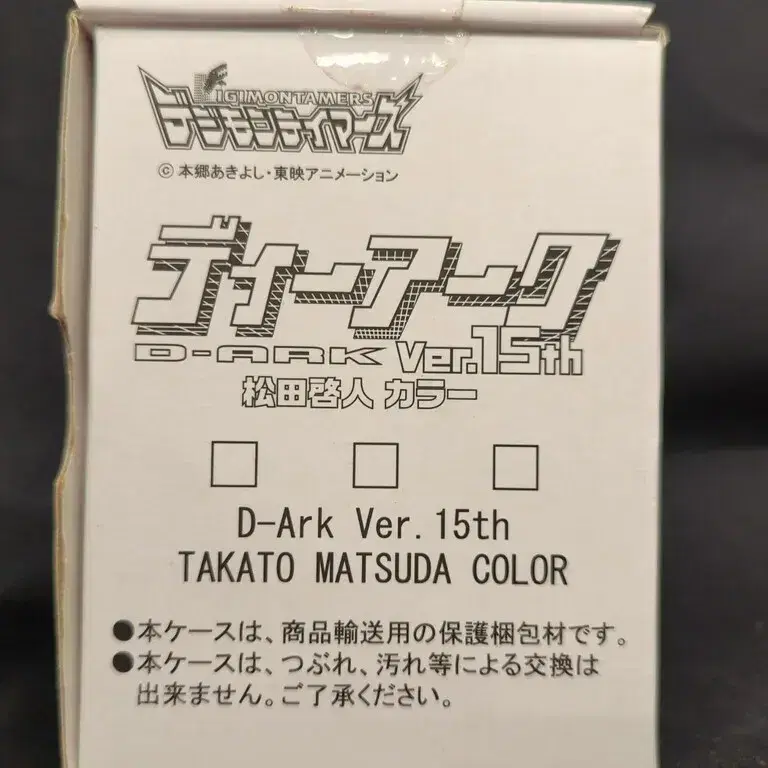 DIGIMONTAMERS
デジモンテイマーズ
© 本郷あきよし・東映アニメーション
ディーアーク
D-ARK Ver.15th
松田啓人 カラー
D-Ark Ver.15th
TAKATO MATSUDA COLOR
●本ケースは、商品輸送用の保護梱包材です。
●本ケースは、つぶれ、汚れ等による交換は
出来ません。ご了承ください。